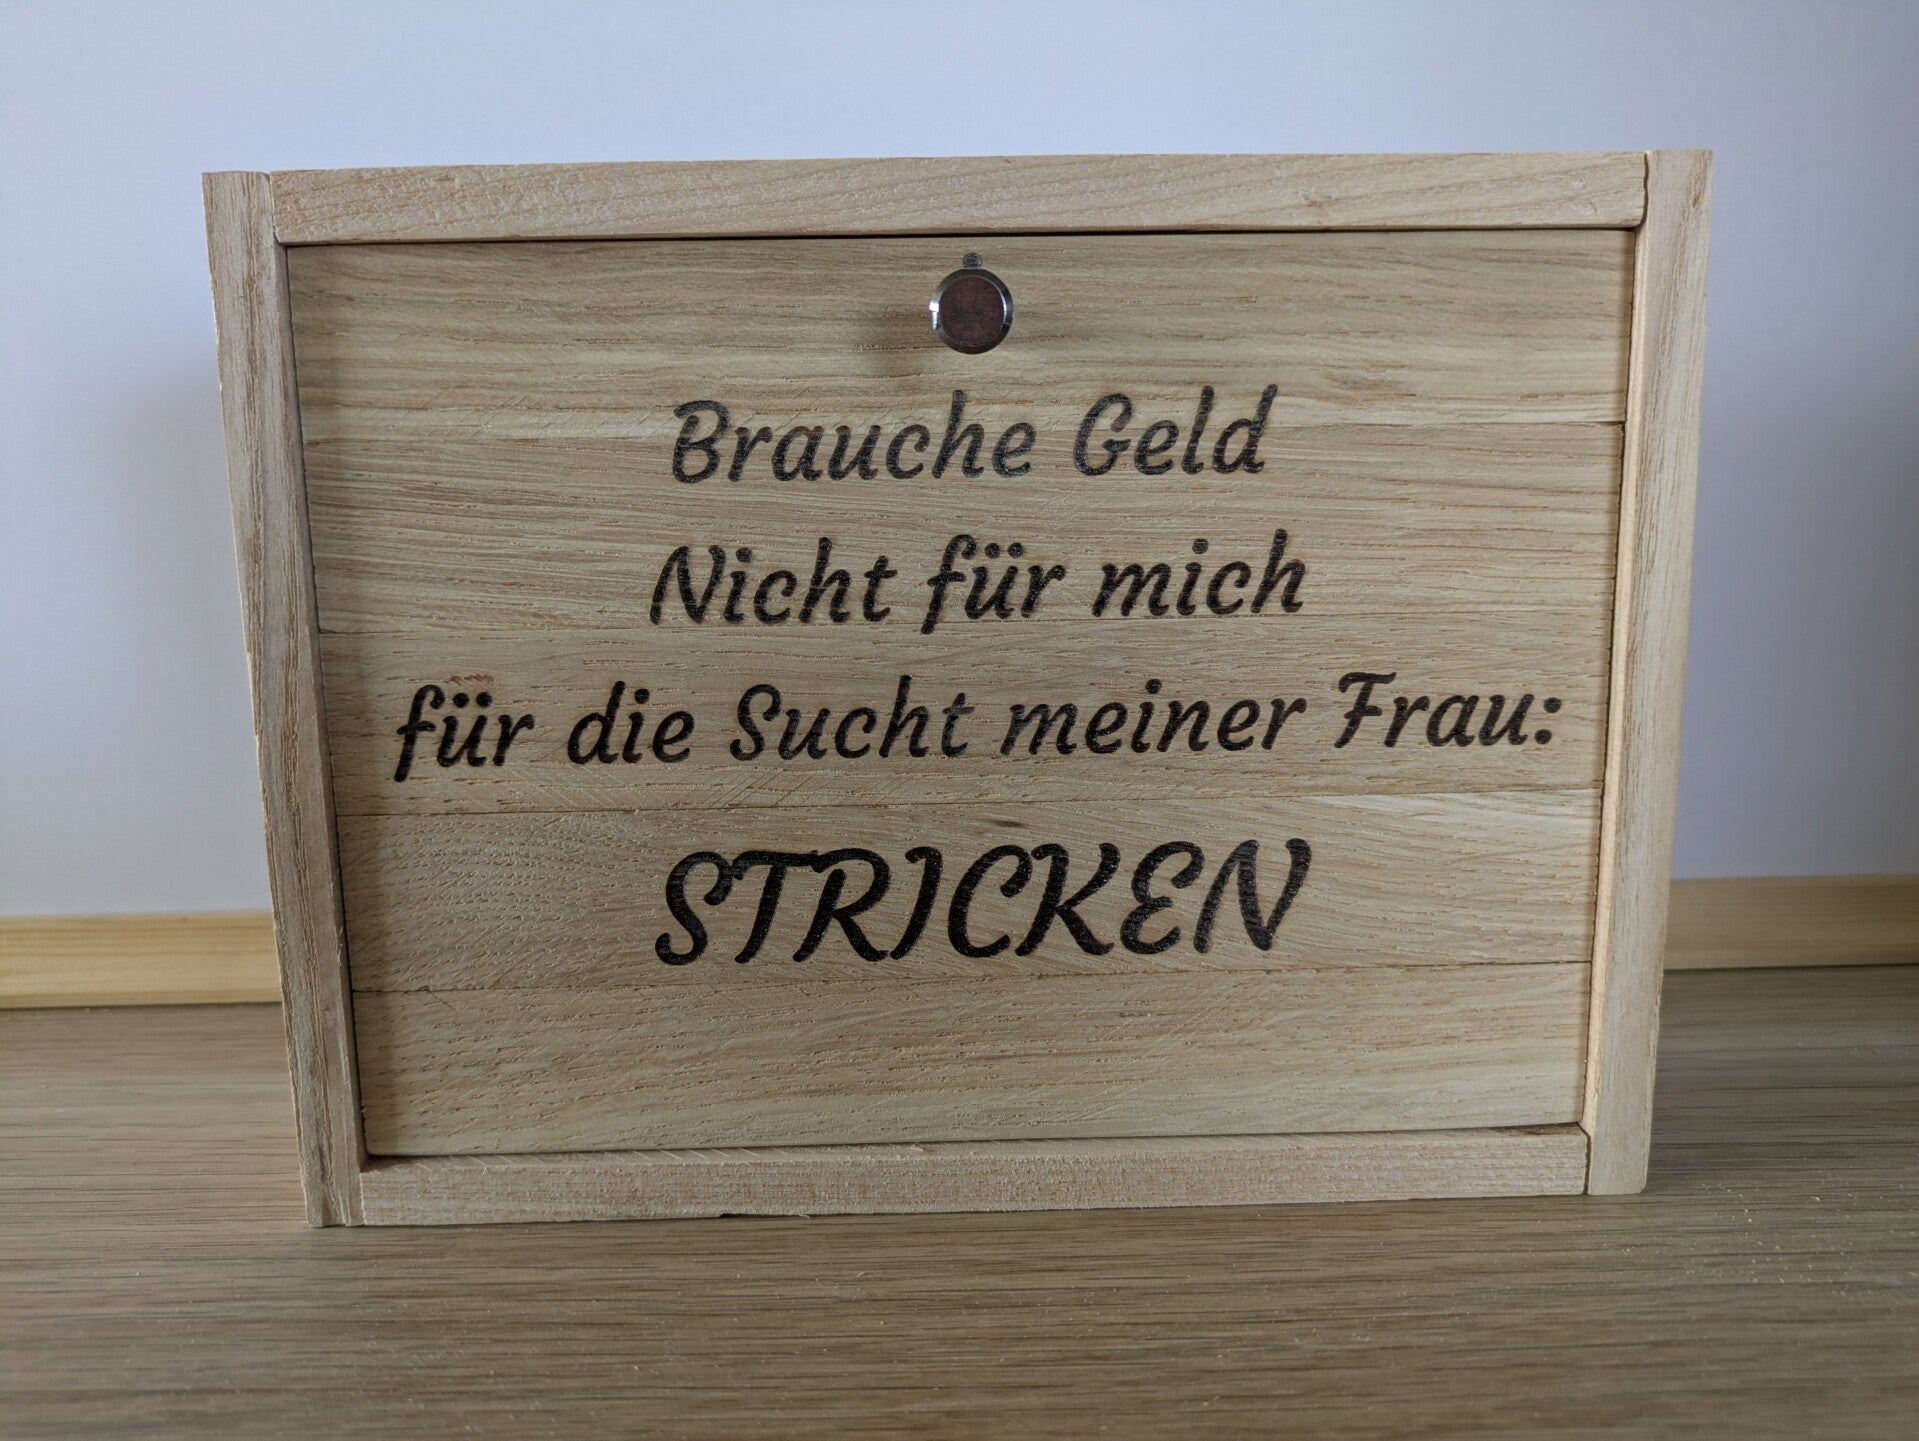 Brauche Geld
Nicht für mich
für die Sucht meiner Frau:
STRICKEN